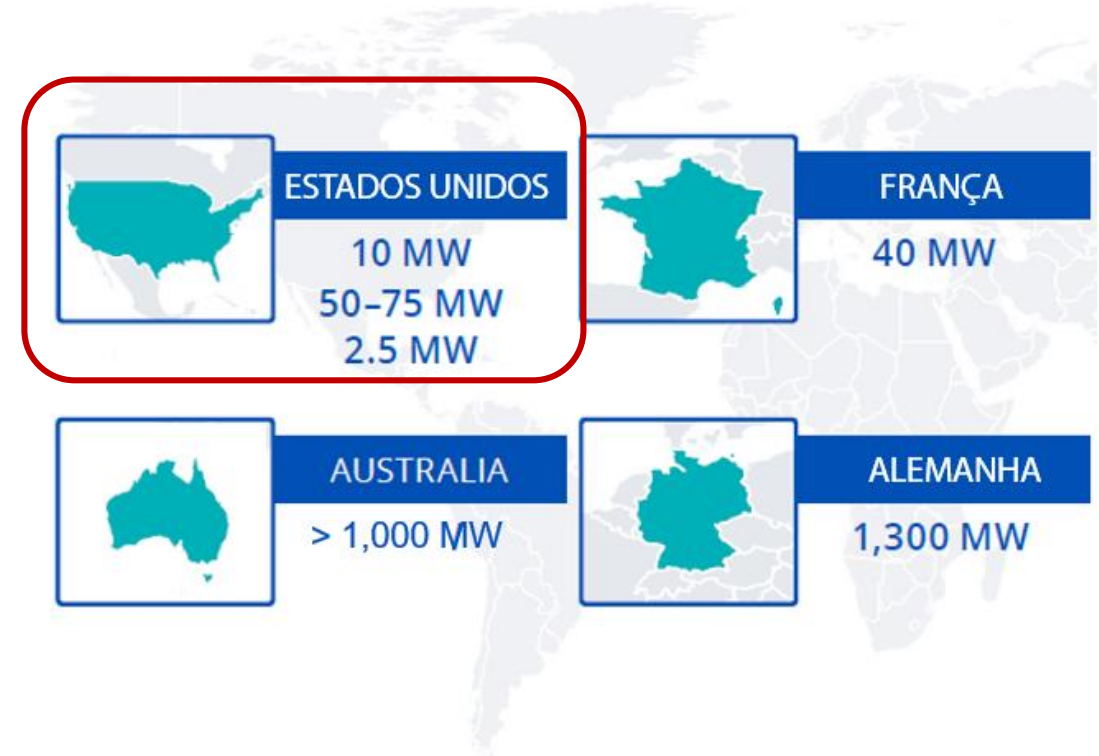 ESTADOS UNIDOS
10 MW
50–75 MW
2.5 MW
FRANÇA
40 MW
AUSTRALIA
> 1,000 MW
ALEMANHA
1,300 MW